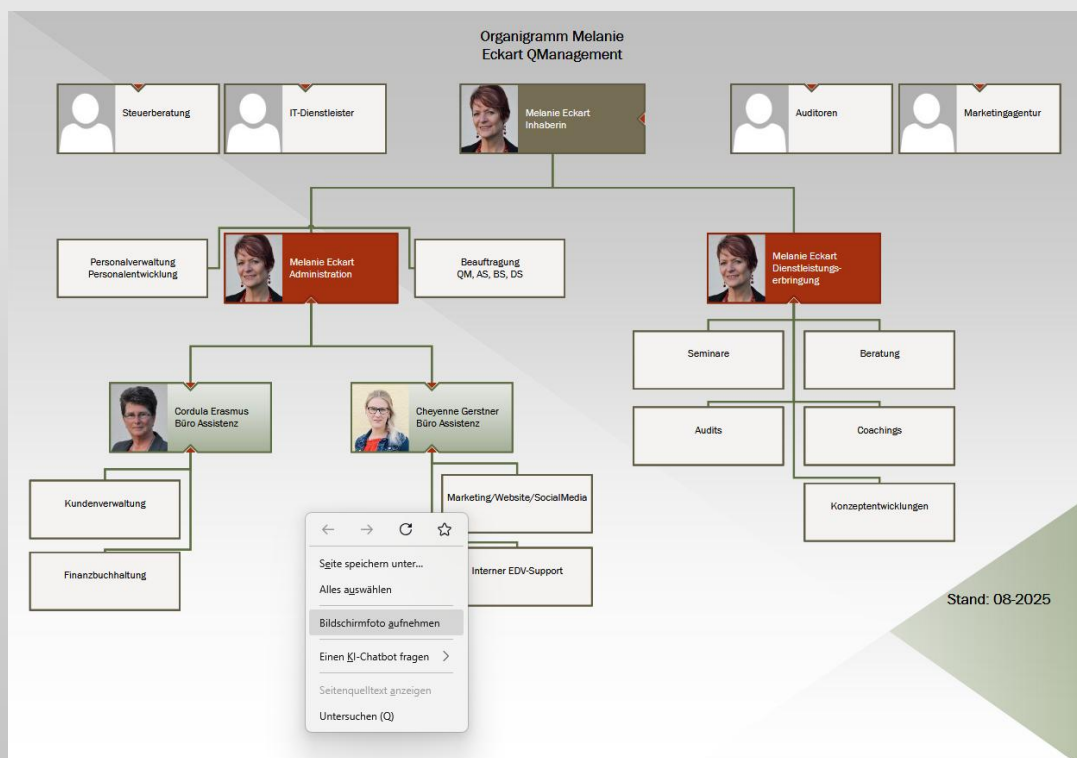 Organigramm Melanie
Eckart QManagement
Steuerberatung
IT-Dienstleister
Melanie Eckart
Inhaberin
Auditoren
Marketingagentur
Personalverwaltung
Personalentwicklung
Melanie Eckart
Administration
Beauftragung
QM, AS, BS, DS
Melanie Eckart
Dienstleistungs-
erbringung
Seminare
Beratung
Cordula Erasmus
Büro Assistenz
Cheyenne Gerstner
Büro Assistenz
Audits
Coachings
Kundenverwaltung
Marketing/Website/SocialMedia
Konzeptentwicklungen
Finanzbuchhaltung
Interner EDV-Support
Seite speichern unter...
Alles auswählen
Bildschirmfoto aufnehmen
Einen KI-Chatbot fragen
Seitenquelltext anzeigen
Untersuchen (Q)
Stand: 08-2025